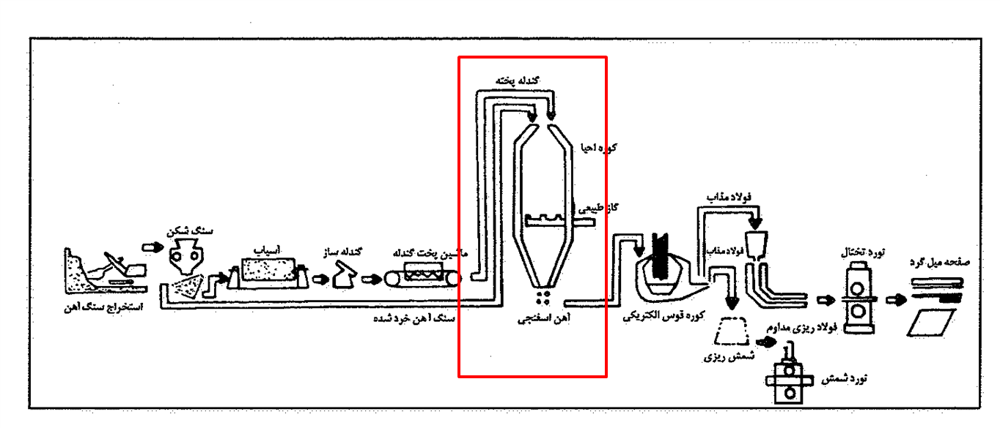 گندله پخته
کوره احیا
گاز طبیعی
فولاد مذاب
سنگ شکن
آسیاب
گندله ساز
ماشین پخت گندله
فولاد مذاب
نورد تختال
صفحه میل گرد
استخراج سنگ آهن
سنگ آهن خرد شده
آهن اسفنجی
کوره قوس الکتریکی
فولاد ریزی مداوم
شمش ریزی
نورد شمش